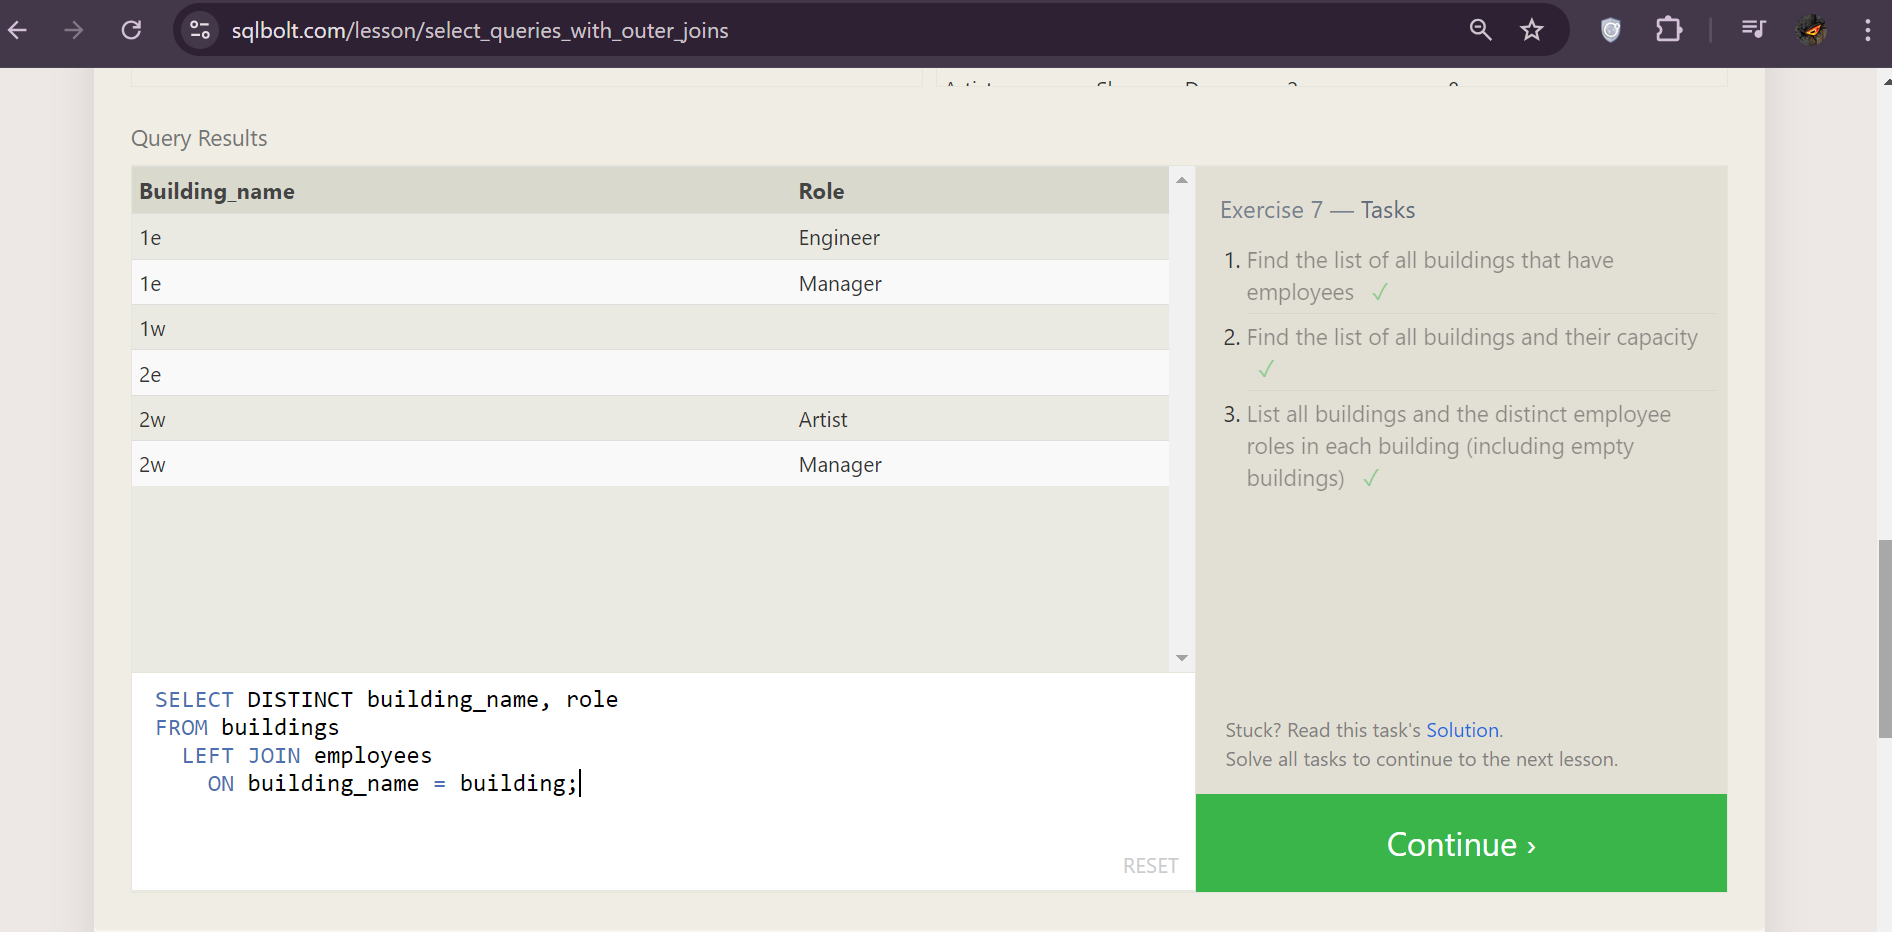 sqlbolt.com/lesson/select_queries_with_outer_joins
Query Results
Building_name Role
1e Engineer
1e Manager
1w
2e
2w Artist
2w Manager
SELECT DISTINCT building_name, role
FROM buildings
LEFT JOIN employees
ON building_name = building;
RESET
Exercise 7 — Tasks
1. Find the list of all buildings that have
employees ✓
2. Find the list of all buildings and their capacity
✓
3. List all buildings and the distinct employee
roles in each building (including empty
buildings) ✓
Stuck? Read this task's Solution.
Solve all tasks to continue to the next lesson.
Continue ›